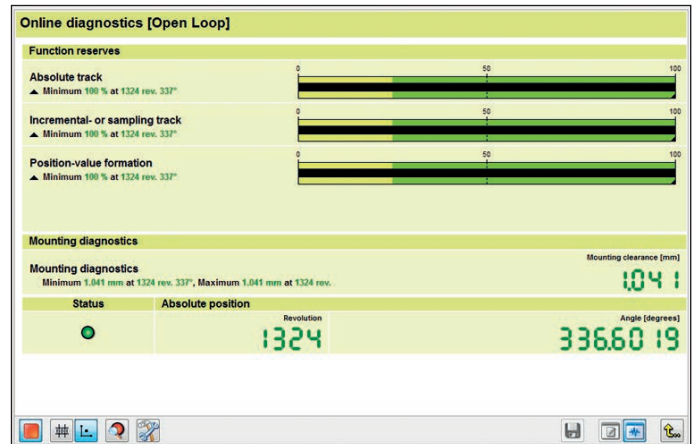 Online diagnostics [Open Loop]
Function reserves
0 50 100
Absolute track
Minimum 100 % at 1324 rev. 337°
0 50 100
Incremental- or sampling track
Minimum 100 % at 1324 rev. 337°
0 50 100
Position-value formation
Minimum 100 % at 1324 rev. 337°
Mounting diagnostics
Mounting clearance [mm]
Mounting diagnostics
Minimum 1.041 mm at 1324 rev. 337°, Maximum 1.041 mm at 1324 rev.
1.041
Status Absolute position
Revolution Angle [degrees]
1324 336.6019